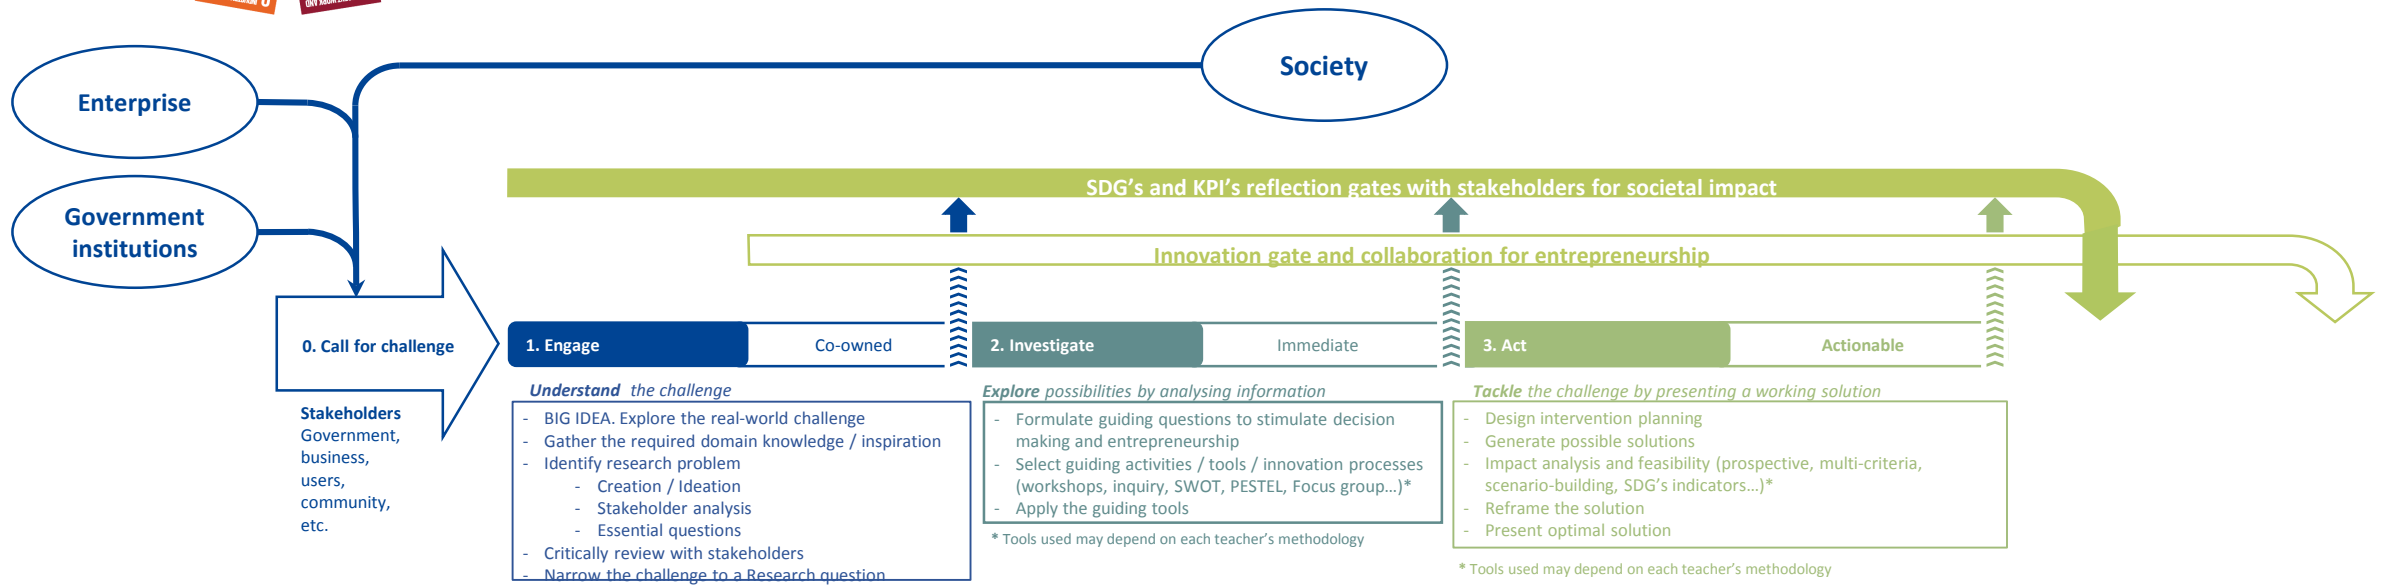 Society
Enterprise
Government
institutions
SDG's and KPI's reflection gates with stakeholders for societal impact
Innovation gate and collaboration for entrepreneurship
0. Call for challenge
1. Engage
Co-owned
2. Investigate
Immediate
3. Act
Actionable
Stakeholders
Government,
business,
users,
community,
etc.
Understand the challenge
- BIG IDEA. Explore the real-world challenge
- Gather the required domain knowledge / inspiration
- Identify research problem
- Creation / Ideation
- Stakeholder analysis
- Essential questions
- Critically review with stakeholders
- Narrow the challenge to a Research question
Explore possibilities by analysing information
- Formulate guiding questions to stimulate decision
making and entrepreneurship
- Select guiding activities / tools / innovation processes
(workshops, inquiry, SWOT, PESTEL, Focus group...)*
- Apply the guiding tools
* Tools used may depend on each teacher's methodology
Tackle the challenge by presenting a working solution
- Design intervention planning
- Generate possible solutions
- Impact analysis and feasibility (prospective, multi-criteria,
scenario-building, SDG's indicators...)*
- Reframe the solution
- Present optimal solution
* Tools used may depend on each teacher's methodology